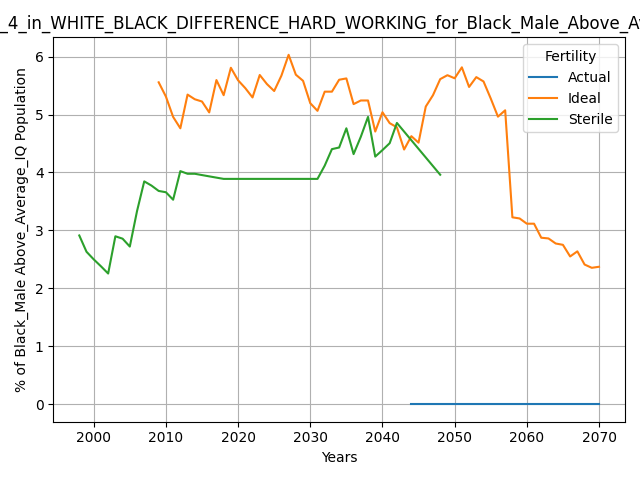 _4_in_WHITE_BLACK_DIFFERENCE_HARD_WORKING_for_Black_Male_Above_A
Fertility
Actual
Ideal
Sterile
% of Black_Male Above_Average_IQ Population
6
5
4
3
2
1
0
2000 2010 2020 2030 2040 2050 2060 2070
Years